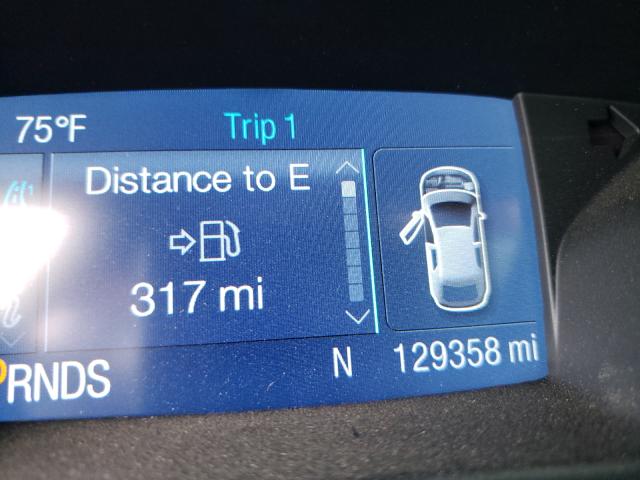 75°F Trip 1
Distance to E
317 mi
PRNDS N 129358 mi